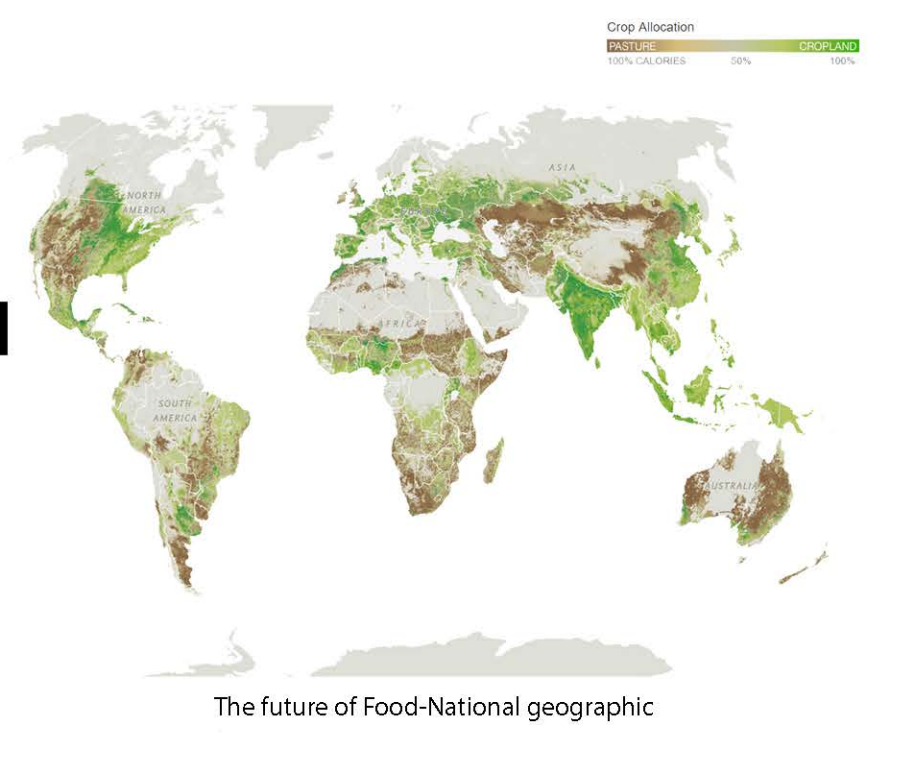 Crop Allocation
PASTURE CROPLAND
100% CALORIES 50% 100%
ASIA
NORTH
AMERICA
AFRICA
SOUTH
AMERICA
AUSTRALIA
The future of Food-National geographic